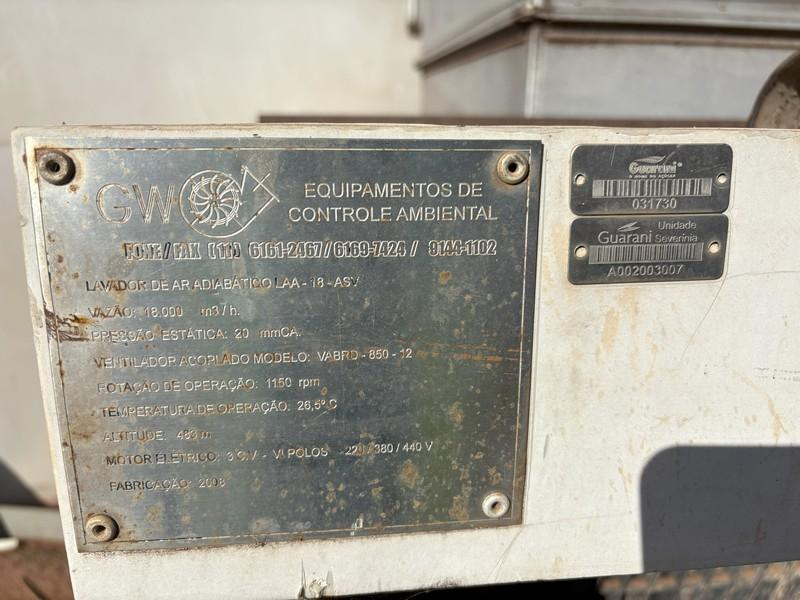 GW
EQUIPAMENTOS DE
CONTROLE AMBIENTAL
FONE/FAX (11) 6161-2467/6169-7424 / 9144-1102
LAVADOR DE AR ADIABÁTICO LAA - 18 - ASV
VAZÃO: 18.000 m3/h.
PRESSÃO ESTÁTICA: 20 mmCA.
VENTILADOR ACOPLADO MODELO: VABRD - 850 - 12
ROTAÇÃO DE OPERAÇÃO: 1150 rpm
TEMPERATURA DE OPERAÇÃO: 26,5º C
ALTITUDE: 483 m
MOTOR ELÉTRICO: 3 C.V - VI POLOS - 220 / 380 / 440 V
FABRICAÇÃO: 2008
Guarani
031730
Guarani Unidade Severínia
A002003007